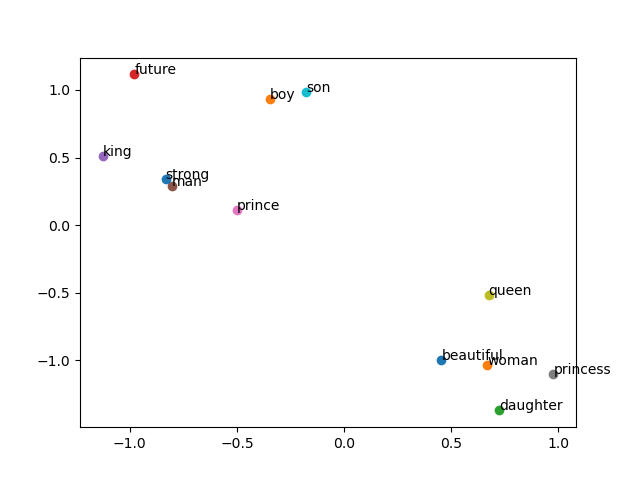 future
boy
son
king
strong
man
prince
queen
beautiful
woman
princess
daughter
1.0
0.5
0.0
−0.5
−1.0
−1.0
−0.5
0.0
0.5
1.0